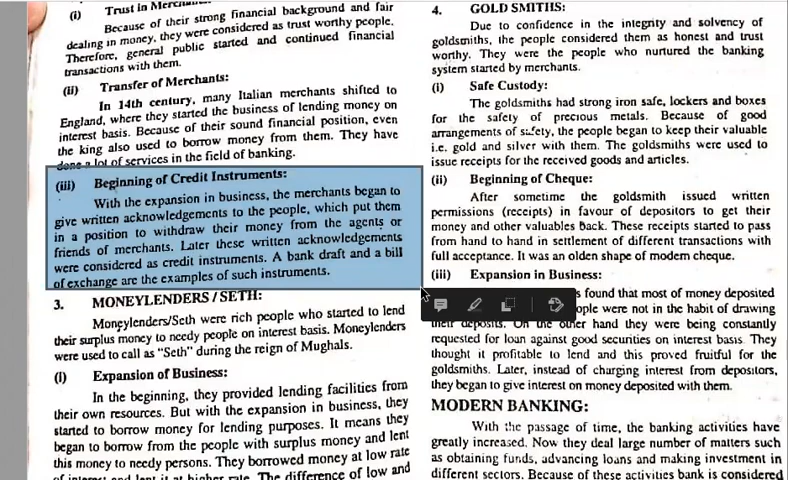 (i) Trust in
Because of their strong financial background and fair
dealing in money, they were considered as trust worthy people.
Therefore, general public started and continued financial
transactions with them.
(ii) Transfer of Merchants:
In 14th century, many Italian merchants shifted to
England, where they started the business of lending money on
interest basis. Because of their sound financial position, even
the king also used to borrow money from them. They have
done a lot of services in the field of banking.
(iii) Beginning of Credit Instruments:
With the expansion in business, the merchants began to
give written acknowledgements to the people, which put them
in a position to withdraw their money from the agents or
friends of merchants. Later these written acknowledgements
were considered as credit instruments. A bank draft and a bill
of exchange are the examples of such instruments.
3. MONEYLENDERS / SETH:
Moneylenders/Seth were rich people who started to lend
their surplus money to needy people on interest basis. Moneylenders
were used to call as "Seth" during the reign of Mughals.
(i) Expansion of Business:
In the beginning, they provided lending facilities from
their own resources. But with the expansion in business, they
started to borrow money for lending purposes. It means they
began to borrow from the people with surplus money and lent
this money to needy persons. They borrowed money at low rate
of interest and lent it at higher rate. The difference of low and
4. GOLD SMITHS:
Due to confidence in the integrity and solvency of
goldsmiths, the people considered them as honest and trust
worthy. They were the people who nurtured the banking
system started by merchants.
(i) Safe Custody:
The goldsmiths had strong iron safe, lockers and boxes
for the safety of precious metals. Because of good
arrangements of safety, the people began to keep their valuable
i.e. gold and silver with them. The goldsmiths were used to
issue receipts for the received goods and articles.
(ii) Beginning of Cheque:
After sometime the goldsmith issued written
permissions (receipts) in favour of depositors to get their
money and other valuables back. These receipts started to pass
from hand to hand in settlement of different transactions with
full acceptance. It was an olden shape of modern cheque.
(iii) Expansion in Business:
found that most of money deposited
were not in the habit of drawing
their deposits. On the other hand they were being constantly
requested for loan against good securities on interest basis. They
thought it profitable to lend and this proved fruitful for the
goldsmiths. Later, instead of charging interest from depositors,
they began to give interest on money deposited with them.
MODERN BANKING:
With the passage of time, the banking activities have
greatly increased. Now they deal large number of matters such
as obtaining funds, advancing loans and making investment in
different sectors. Because of these activities bank is considered